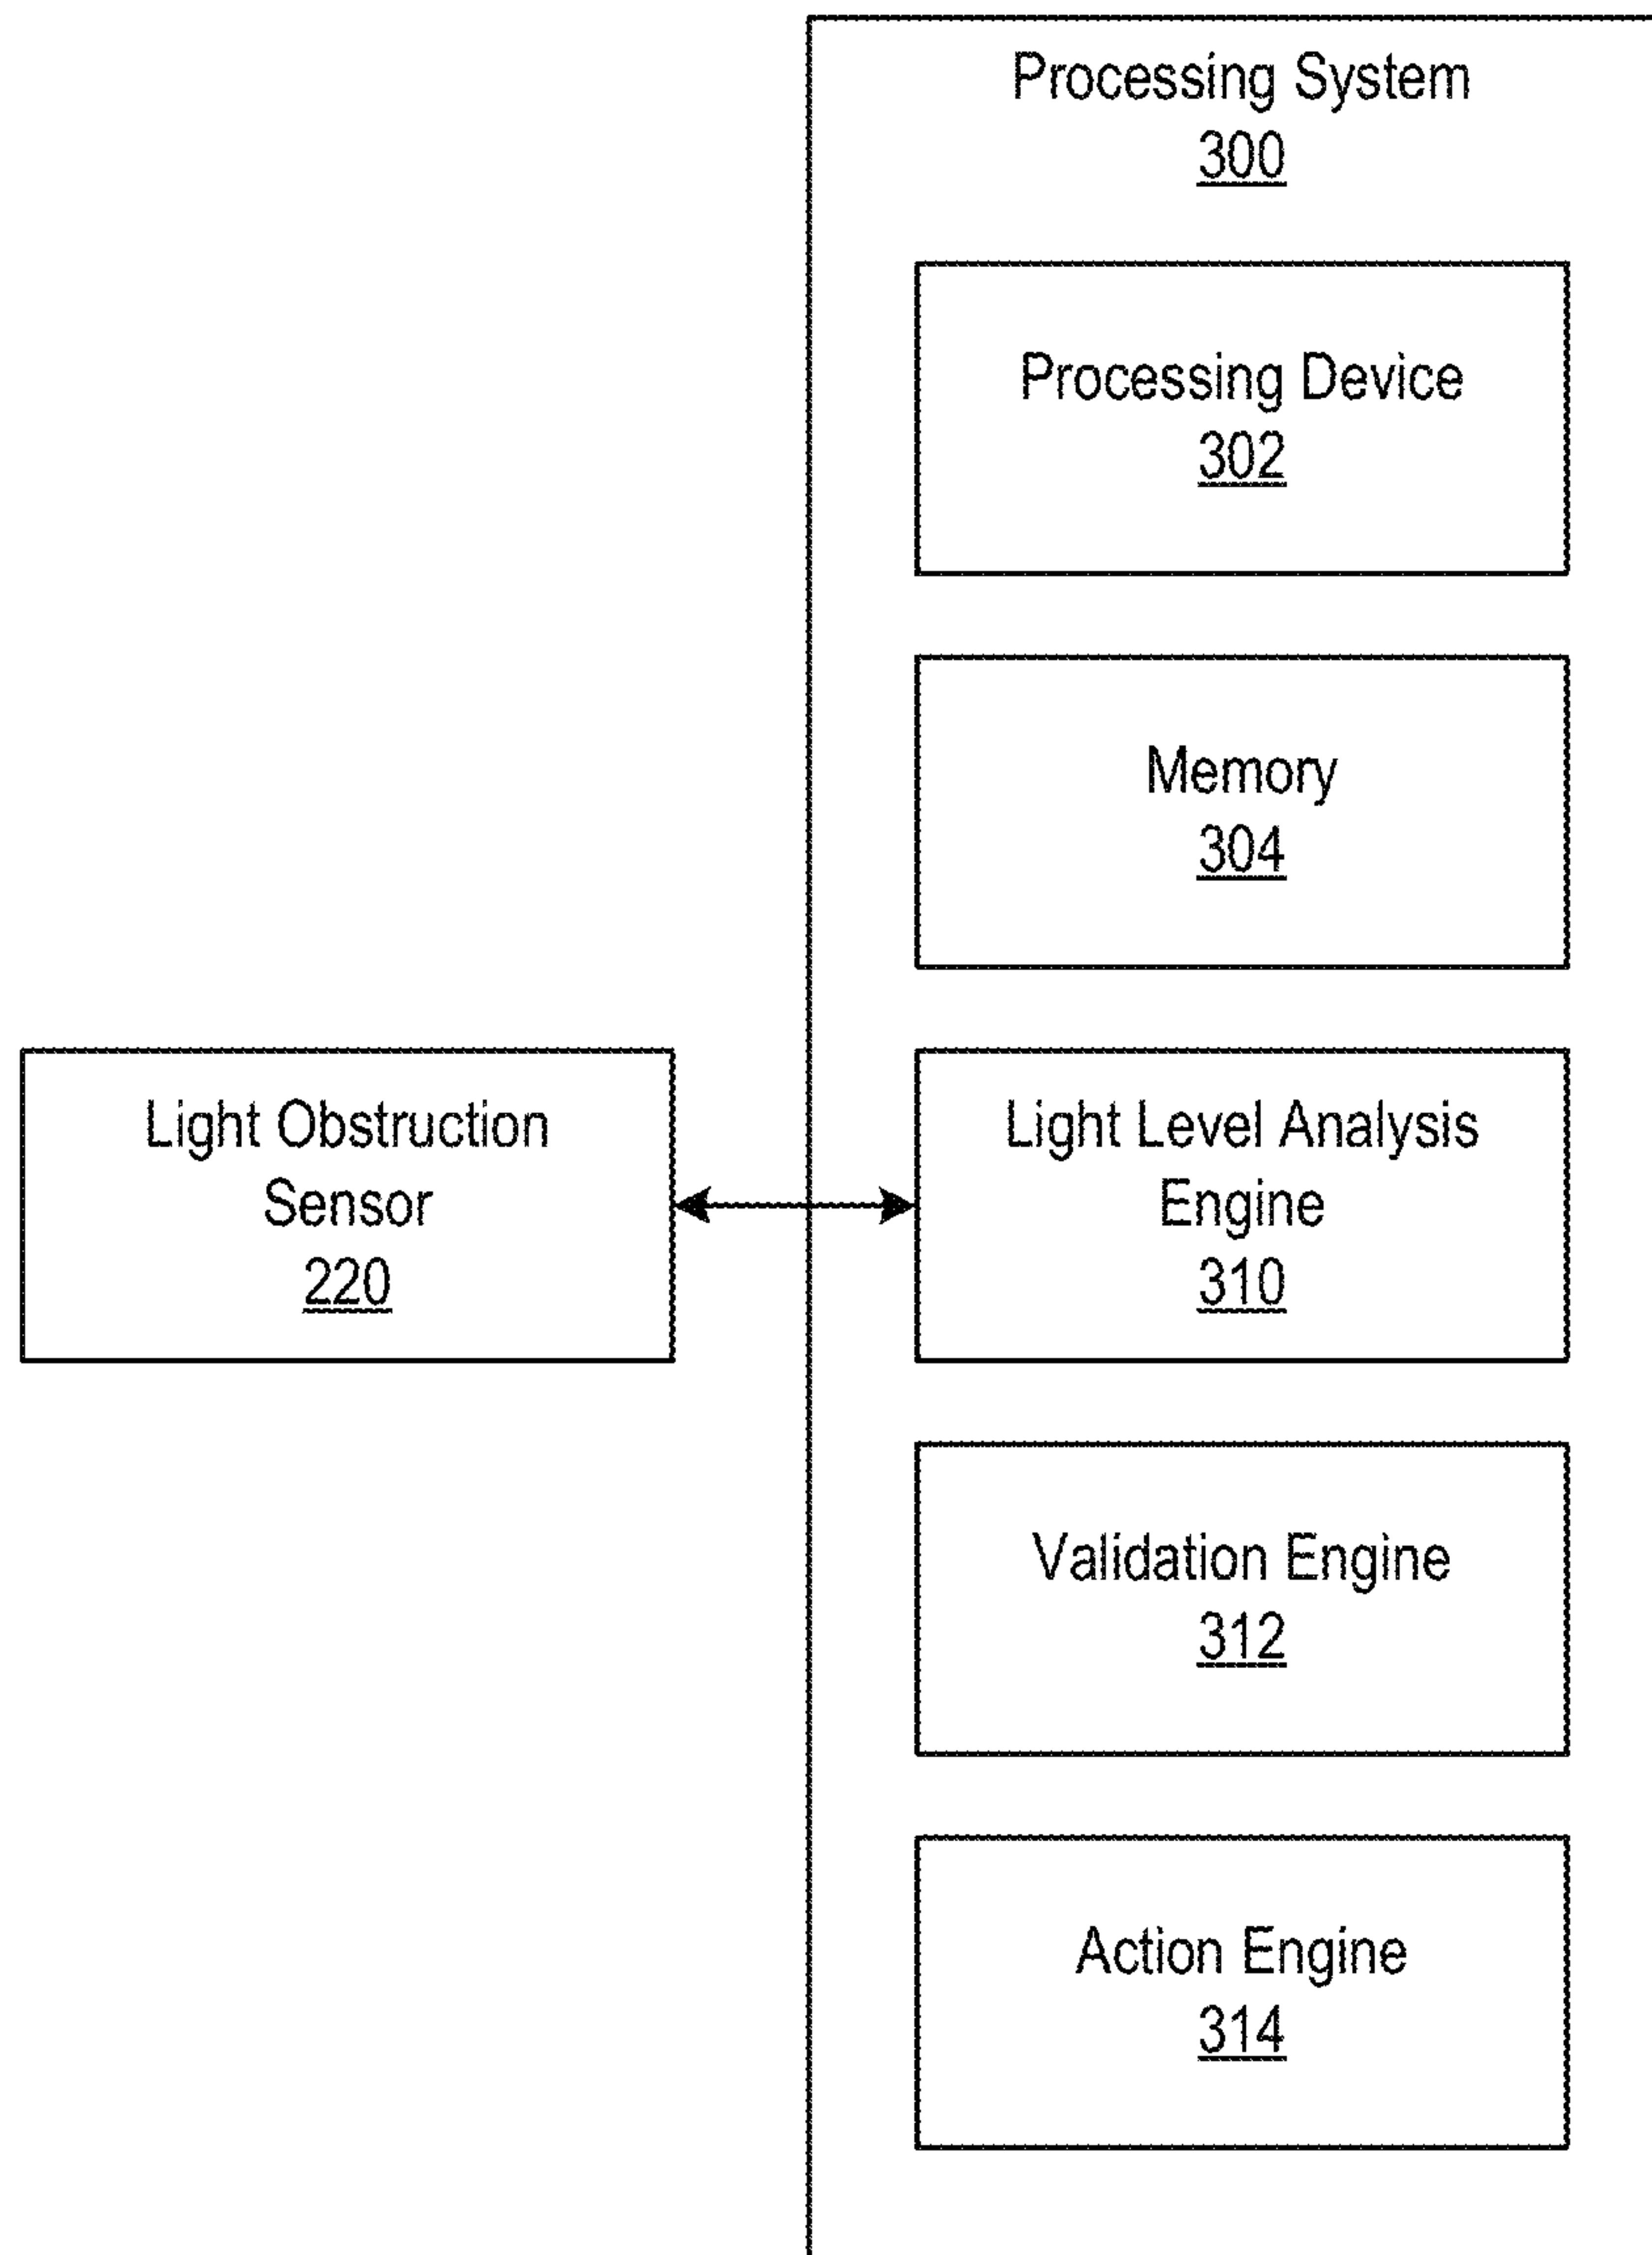 Processing System
300
Processing Device
302
Memory
304
Light Obstruction
Sensor
220
Light Level Analysis
Engine
310
Validation Engine
312
Action Engine
314